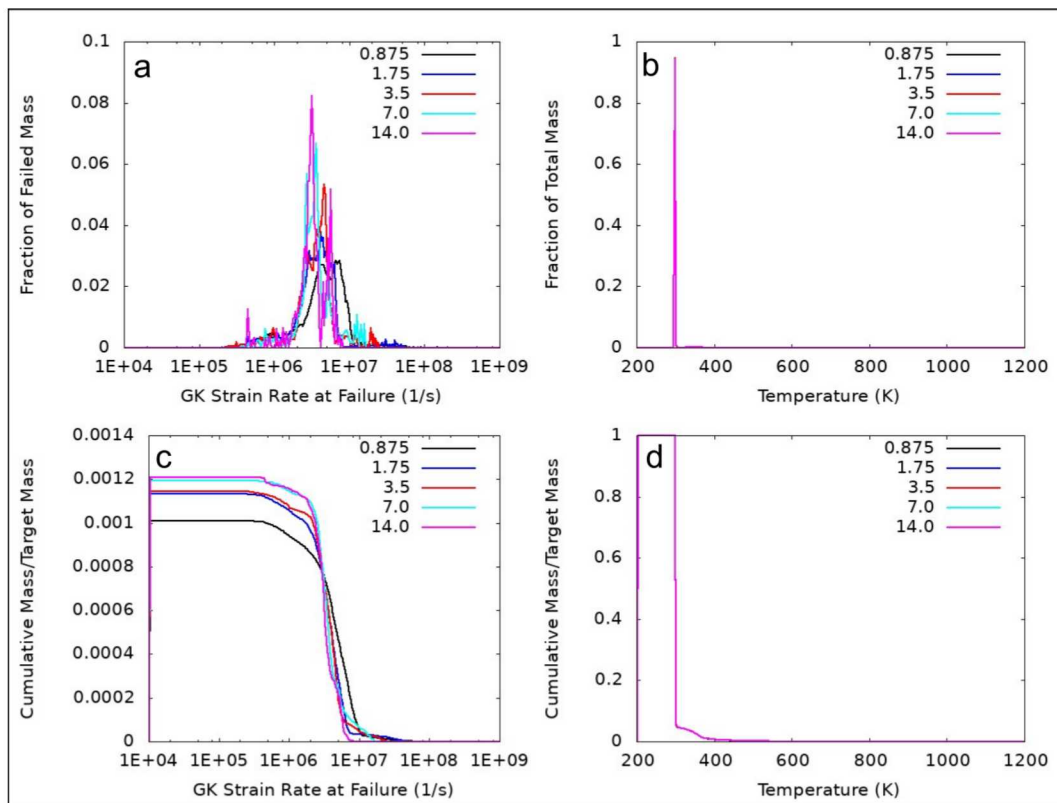 a
Fraction of Failed Mass
0.1
0.08
0.06
0.04
0.02
0
0.875
1.75
3.5
7.0
14.0
1E+04 1E+05 1E+06 1E+07 1E+08 1E+09
GK Strain Rate at Failure (1/s)
b
Fraction of Total Mass
1
0.8
0.6
0.4
0.2
0
0.875
1.75
3.5
7.0
14.0
200 400 600 800 1000 1200
Temperature (K)
c
Cumulative Mass/Target Mass
0.0014
0.0012
0.001
0.0008
0.0006
0.0004
0.0002
0
0.875
1.75
3.5
7.0
14.0
1E+04 1E+05 1E+06 1E+07 1E+08 1E+09
GK Strain Rate at Failure (1/s)
d
Cumulative Mass/Target Mass
1
0.8
0.6
0.4
0.2
0
0.875
1.75
3.5
7.0
14.0
200 400 600 800 1000 1200
Temperature (K)